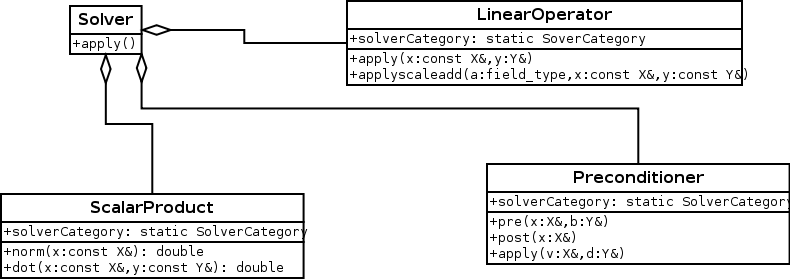 Solver
+apply()
LinearOperator
+solverCategory: static SoverCategory
+apply(x:const X&,y:Y&)
+applyscaleadd(a:field_type,x:const X&,y:const Y&)
ScalarProduct
+solverCategory: static SolverCategory
+norm(x:const X&): double
+dot(x:const X&,y:const Y&): double
Preconditioner
+solverCategory: static SolverCategory
+pre(x:X&,b:Y&)
+post(x:X&)
+apply(v:X&,d:Y&)